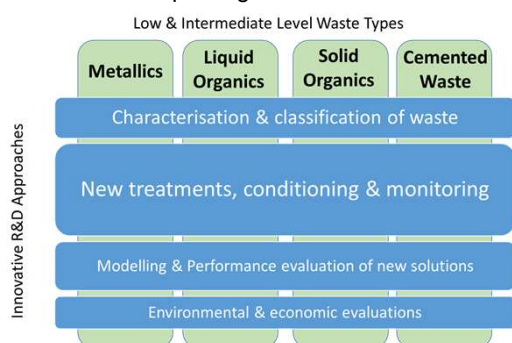 Low & Intermediate Level Waste Types
Metallics
Liquid
Organics
Solid
Organics
Cemented
Waste
Innovative R&D Approaches
Characterisation & classification of waste
New treatments, conditioning & monitoring
Modelling & Performance evaluation of new solutions
Environmental & economic evaluations